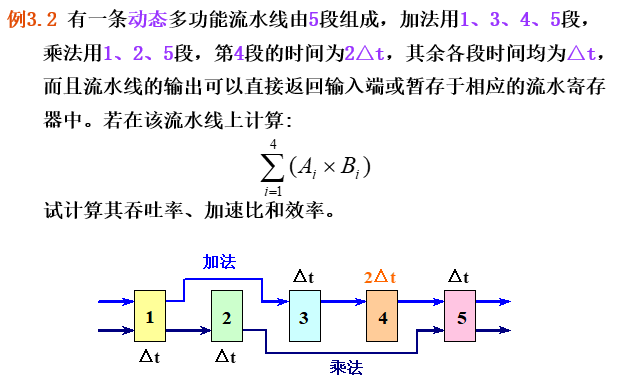 例3.2 有一条动态多功能流水线由5段组成，加法用1、3、4、5段，
乘法用1、2、5段，第4段的时间为2△t，其余各段时间均为△t，
而且流水线的输出可以直接返回输入端或暂存于相应的流水寄存
器中。若在该流水线上计算:
4
∑(Ai × Bi)
i=1
试计算其吞吐率、加速比和效率。
加法
△t 2△t △t
1 2 3 4 5
△t △t
乘法